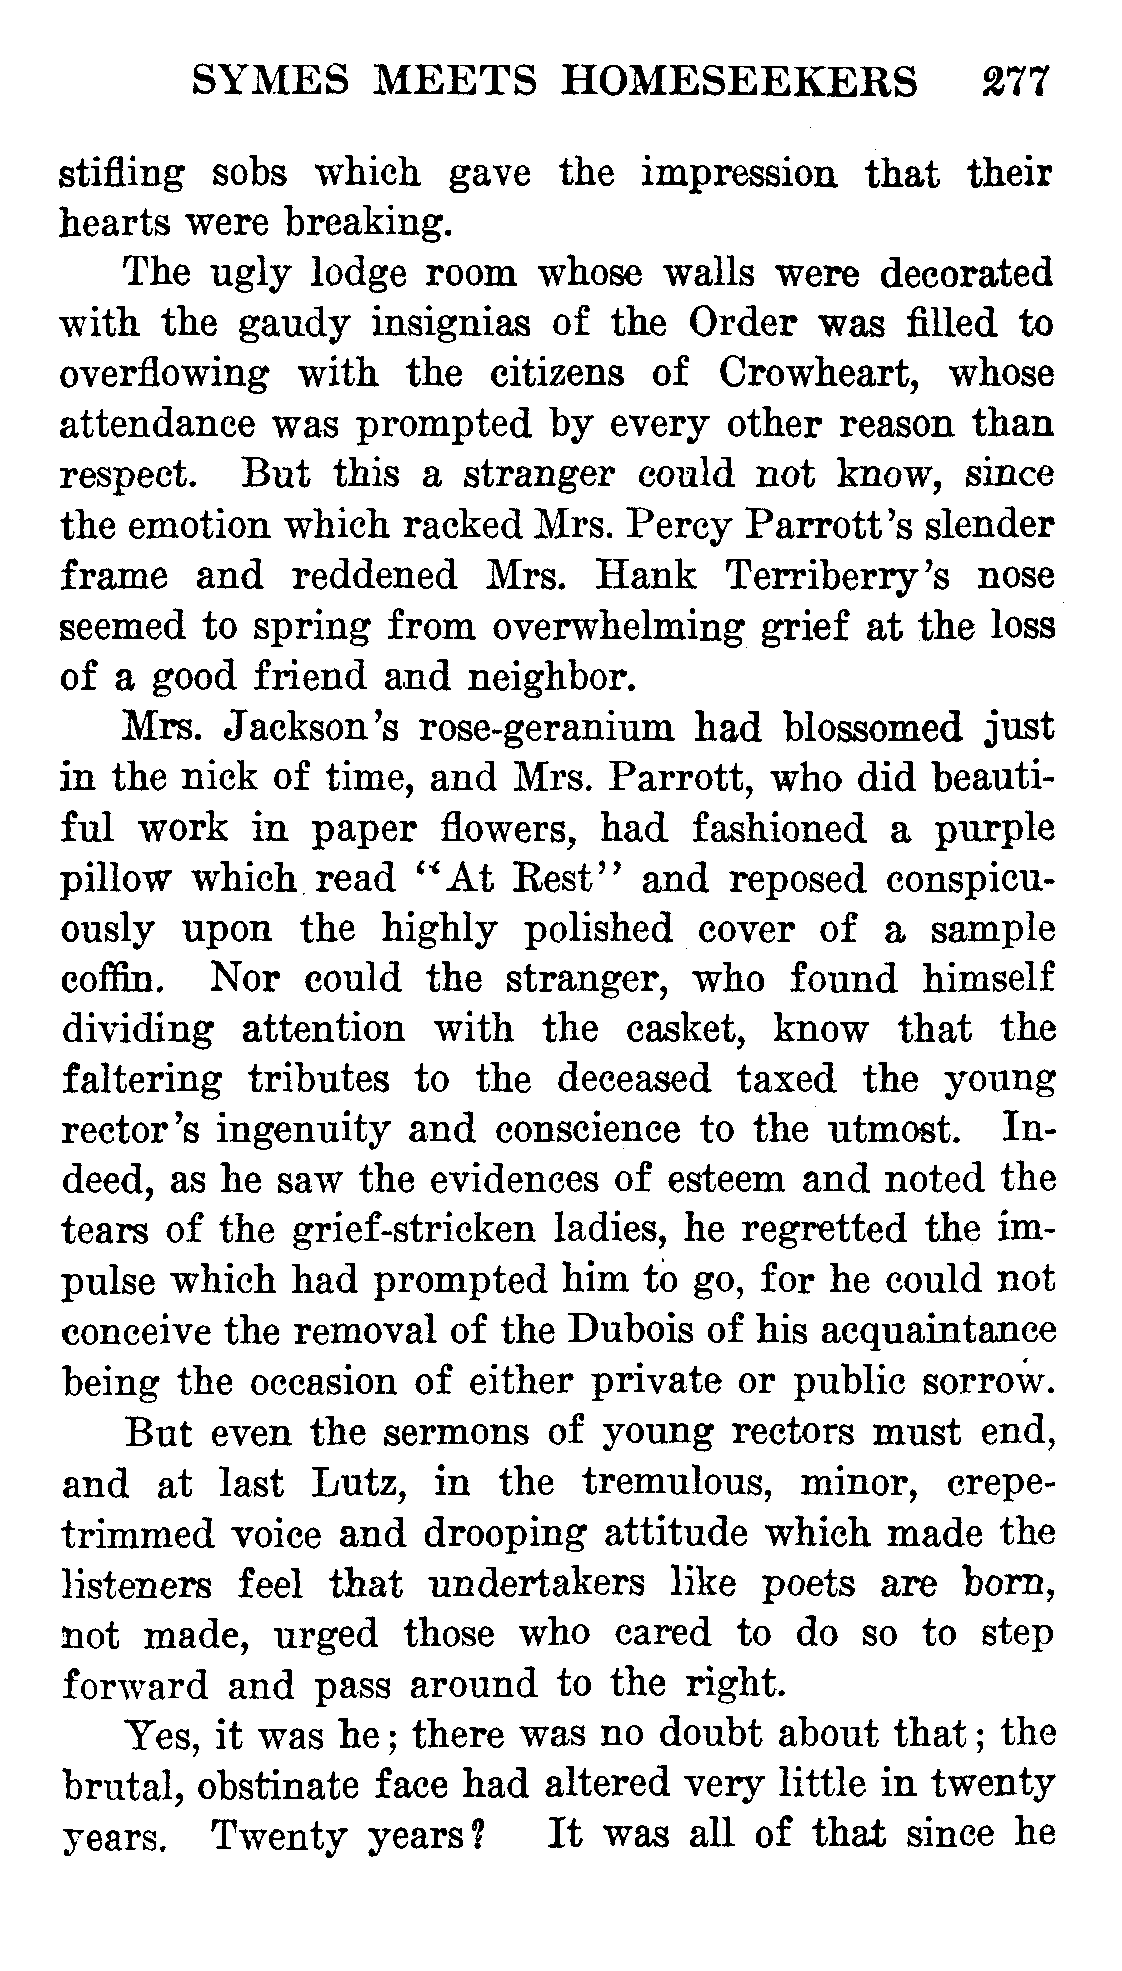 SYMES MEETS HOMESEEKERS 277
stifling sobs which gave the impression that their
hearts were breaking.
The ugly lodge room whose walls were decorated
with the gaudy insignias of the Order was filled to
overflowing with the citizens of Crowheart, whose
attendance was prompted by every other reason than
respect. But this a stranger could not know, since
the emotion which racked Mrs. Percy Parrott's slender
frame and reddened Mrs. Hank Terriberry's nose
seemed to spring from overwhelming grief at the loss
of a good friend and neighbor.
Mrs. Jackson's rose-geranium had blossomed just
in the nick of time, and Mrs. Parrott, who did beauti-
ful work in paper flowers, had fashioned a purple
pillow which read "At Rest" and reposed conspicu-
ously upon the highly polished cover of a sample
coffin. Nor could the stranger, who found himself
dividing attention with the casket, know that the
faltering tributes to the deceased taxed the young
rector's ingenuity and conscience to the utmost. In-
deed, as he saw the evidences of esteem and noted the
tears of the grief-stricken ladies, he regretted the im-
pulse which had prompted him to go, for he could not
conceive the removal of the Dubois of his acquaintance
being the occasion of either private or public sorrow.
But even the sermons of young rectors must end,
and at last Lutz, in the tremulous, minor, crepe-
trimmed voice and drooping attitude which made the
listeners feel that undertakers like poets are born,
not made, urged those who cared to do so to step
forward and pass around to the right.
Yes, it was he; there was no doubt about that; the
brutal, obstinate face had altered very little in twenty
years. Twenty years? It was all of that since he